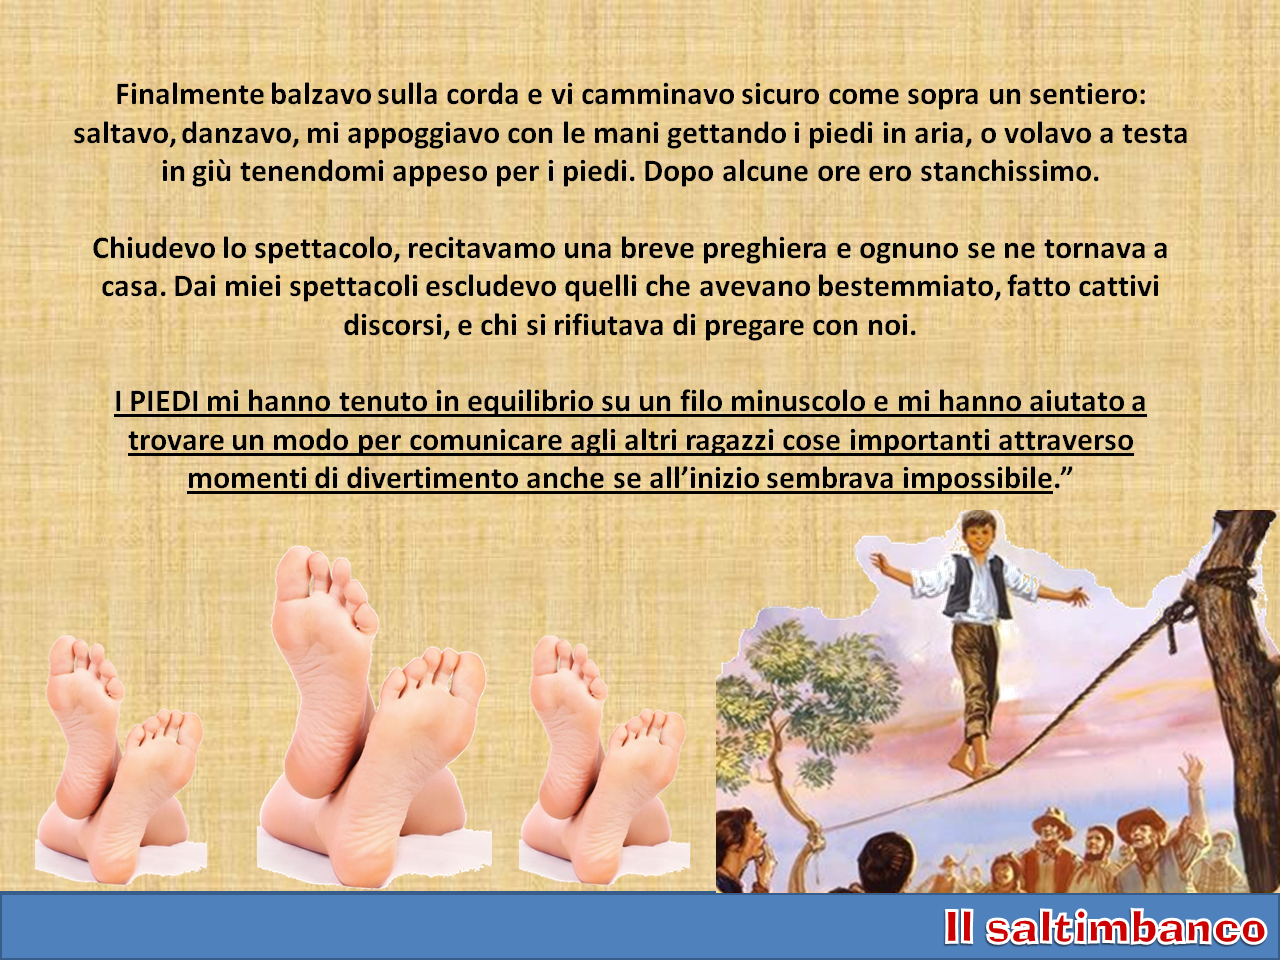 Finalmente balzavo sulla corda e vi camminavo sicuro come sopra un sentiero:
saltavo, danzavo, mi appoggiavo con le mani gettando i piedi in aria, o volavo a testa
in giù tenendomi appeso per i piedi. Dopo alcune ore ero stanchissimo.
Chiudevo lo spettacolo, recitavamo una breve preghiera e ognuno se ne tornava a
casa. Dai miei spettacoli escludevo quelli che avevano bestemmiato, fatto cattivi
discorsi, e chi si rifiutava di pregare con noi.
I PIEDI mi hanno tenuto in equilibrio su un filo minuscolo e mi hanno aiutato a
trovare un modo per comunicare agli altri ragazzi cose importanti attraverso
momenti di divertimento anche se all’inizio sembrava impossibile.”
Il saltimbanco